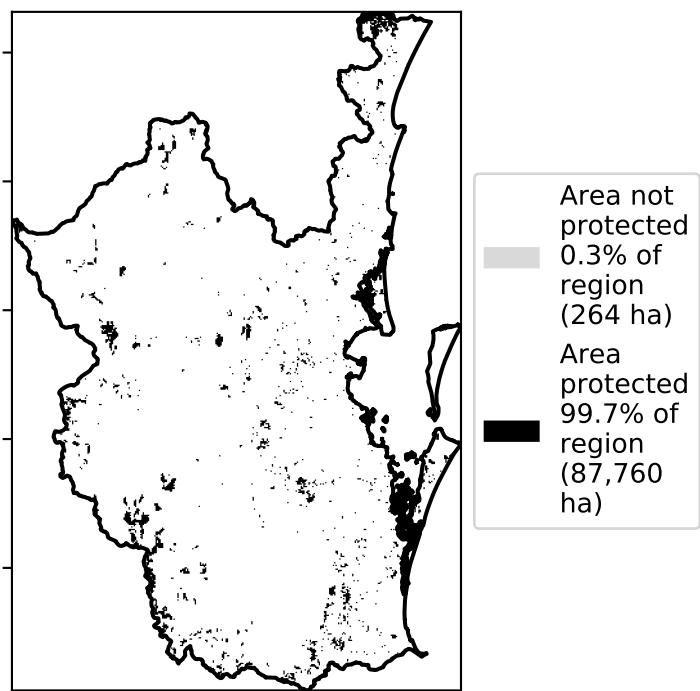 Area not
protected
0.3% of
region
(264 ha)
Area
protected
99.7% of
region
(87,760
ha)